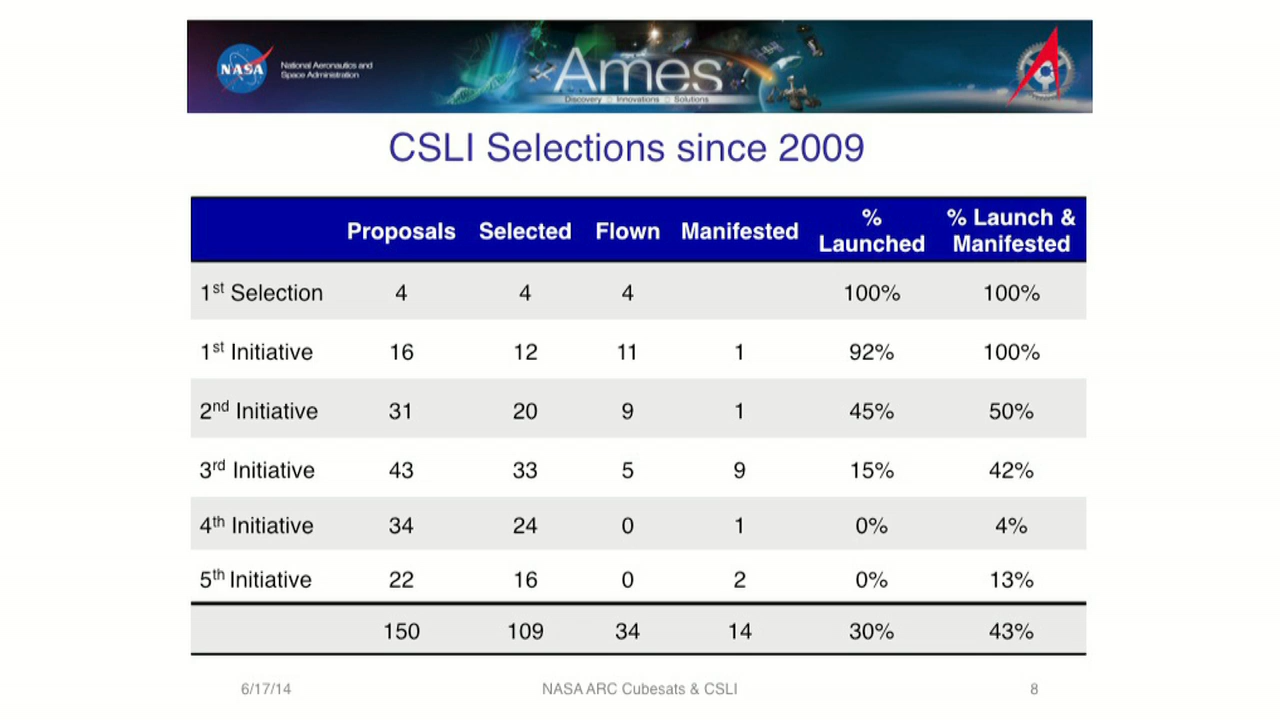 NASA
National Aeronautics and
Space Administration
Ames
Discovery □ Innovations □ Solutions
CSLI Selections since 2009
Proposals Selected Flown Manifested % Launched % Launch & Manifested
1st Selection 4 4 4 100% 100%
1st Initiative 16 12 11 1 92% 100%
2nd Initiative 31 20 9 1 45% 50%
3rd Initiative 43 33 5 9 15% 42%
4th Initiative 34 24 0 1 0% 4%
5th Initiative 22 16 0 2 0% 13%
150 109 34 14 30% 43%
6/17/14 NASA ARC Cubesats & CSLI 8